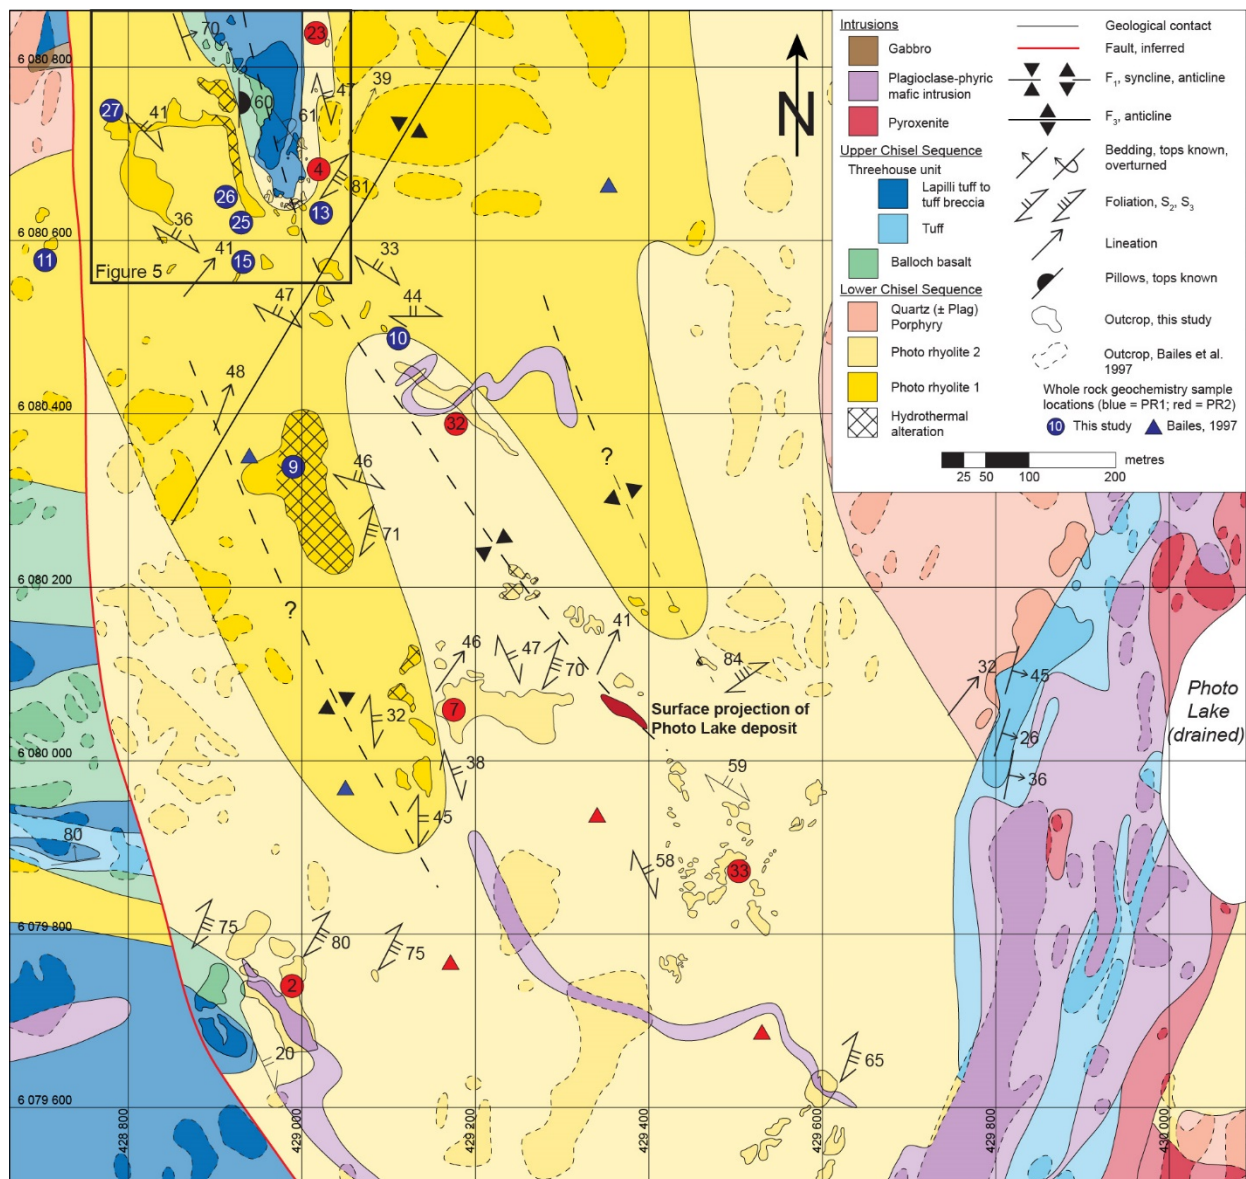 Intrusions
Gabbro
Plagioclase-phyric
mafic intrusion
Pyroxenite
Upper Chisel Sequence
Threehouse unit
Lapilli tuff to
tuff breccia
Tuff
Balloch basalt
Lower Chisel Sequence
Quartz (± Plag)
Porphyry
Photo rhyolite 2
Photo rhyolite 1
Hydrothermal
alteration
Geological contact
Fault, inferred
F1, syncline, anticline
F3, anticline
Bedding, tops known,
overturned
Foliation, S2, S3
Lineation
Pillows, tops known
Outcrop, this study
Outcrop, Bailes et al.
1997
Whole rock geochemistry sample
locations (blue = PR1; red = PR2)
10 This study Bailes, 1997
metres
25 50 100 200
N
70
23
6 080 800
39
47
27
60
41
61
4
81
26
13
36
25
41
15
11
6 080 600
Figure 5
33
47
44
10
48
6 080 400
32
?
9
46
71
6 080 200
?
41
46
47
70
84
32
45
7
32
Surface projection of
Photo Lake deposit
Photo
Lake
(drained)
26
6 080 000
38
59
36
45
80
58
33
6 079 800
75
80
75
2
20
65
6 079 600
428 800
429 000
429 200
429 400
429 600
429 800
430 000